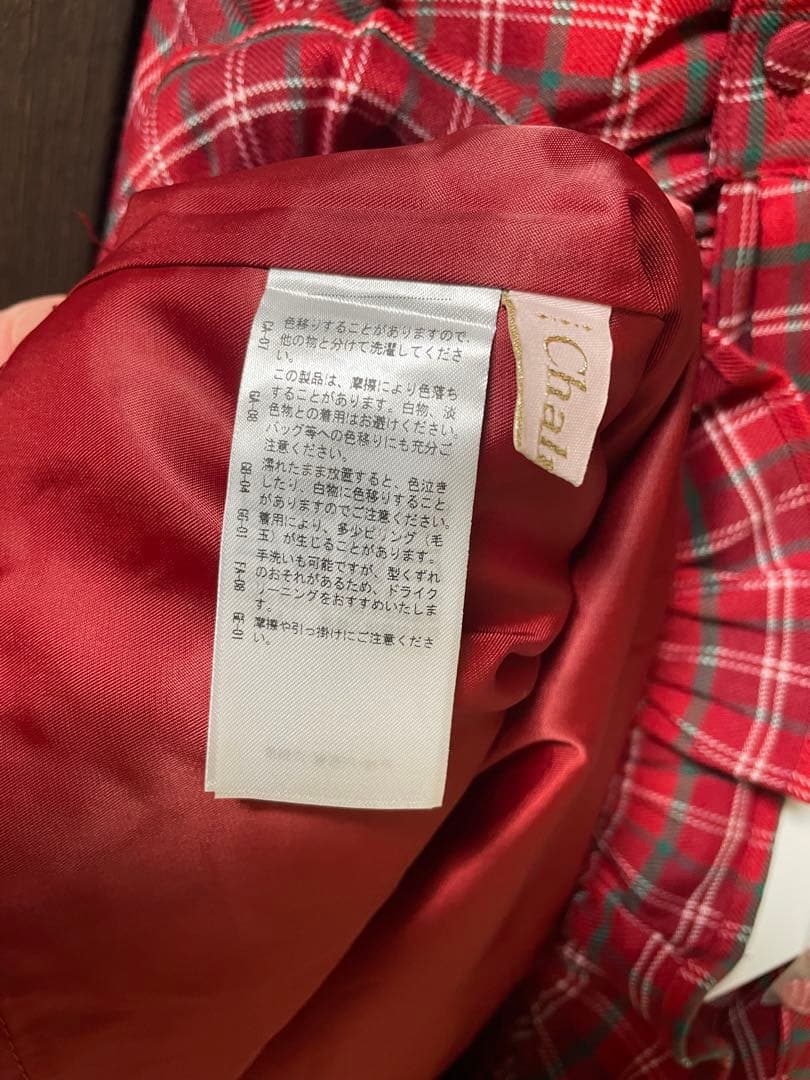 色移りすることがありますので、
他の物と分けて洗濯してくださ
い。
この製品は、摩擦により色落ち
することがあります。白物、淡
色物との着用はお避けください。
バッグ等への色移りにも充分ご
注意ください。
濡れたまま放置すると、色泣き
したり、白物に色移りすること
がありますのでご注意ください。
着用により、多少ピリング（毛
玉）が生じることがあります。
手洗いも可能ですが、型くずれ
のおそれがあるため、ドライク
リーニングをおすすめいたしま
す。
摩擦や引っ掛けにご注意くださ
い。